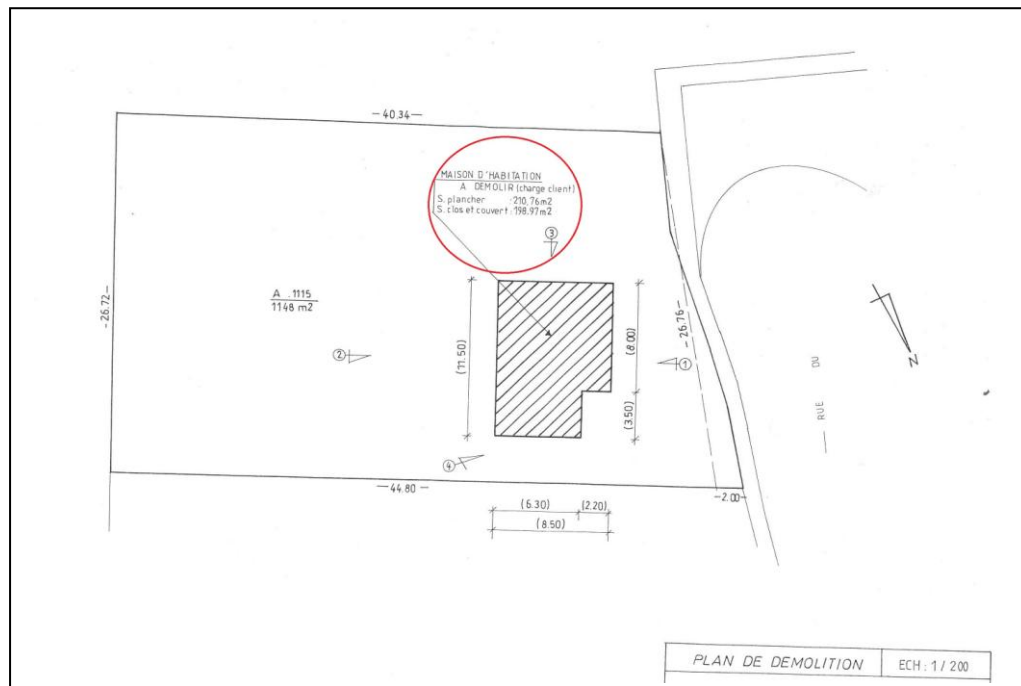 —40.34—
MAISON D'HABITATION
A DEMOLIR (charge client)
S. plancher : 210,76m2
S. clos et couvert : 198.97m2
③
—26.72—
A .1115
1148 m2
②
(11.50)
(8.00)
—26.76—
①
(3.50)
④
—44.80—
—2.00—
(6.30)
(2.20)
(8.50)
RUE DU
N
PLAN DE DEMOLITION
ECH : 1/ 200